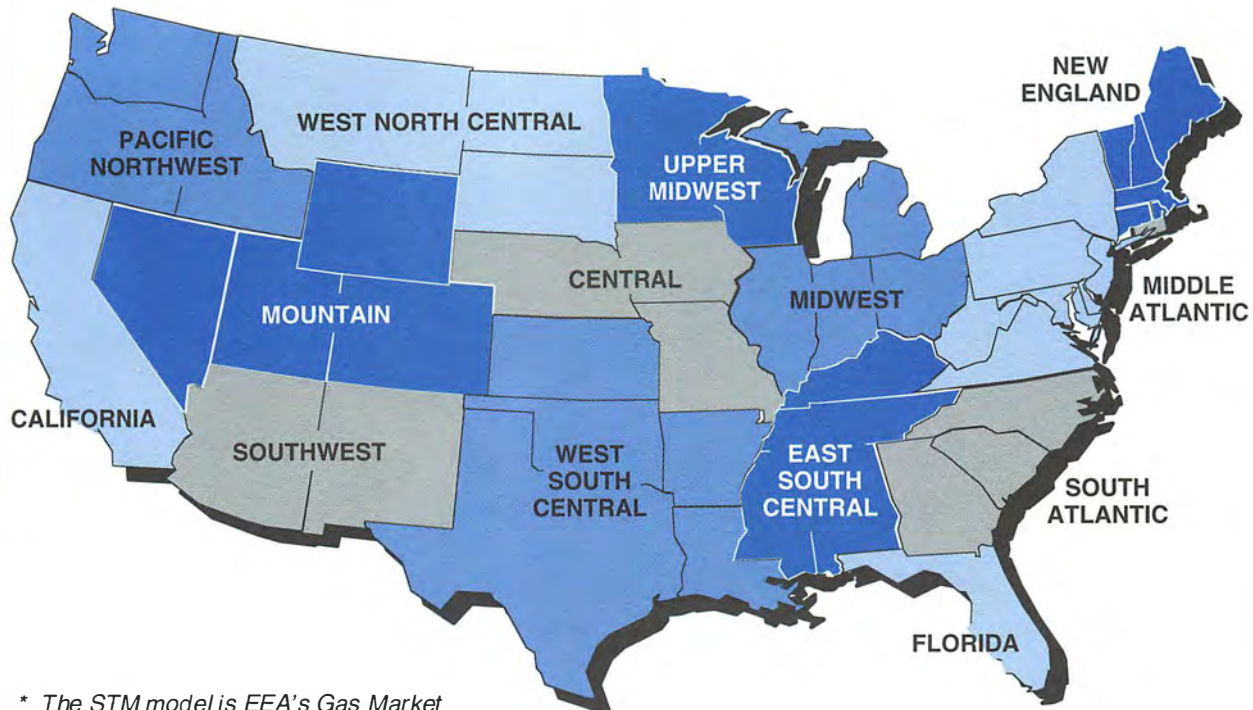 NEW
ENGLAND
WEST NORTH CENTRAL
PACIFIC
NORTHWEST
UPPER
MIDWEST
CENTRAL
MIDWEST
MIDDLE
ATLANTIC
MOUNTAIN
CALIFORNIA
SOUTHWEST
WEST
SOUTH
CENTRAL
EAST
SOUTH
CENTRAL
SOUTH
ATLANTIC
FLORIDA
* The STM model is EEA's Gas Market